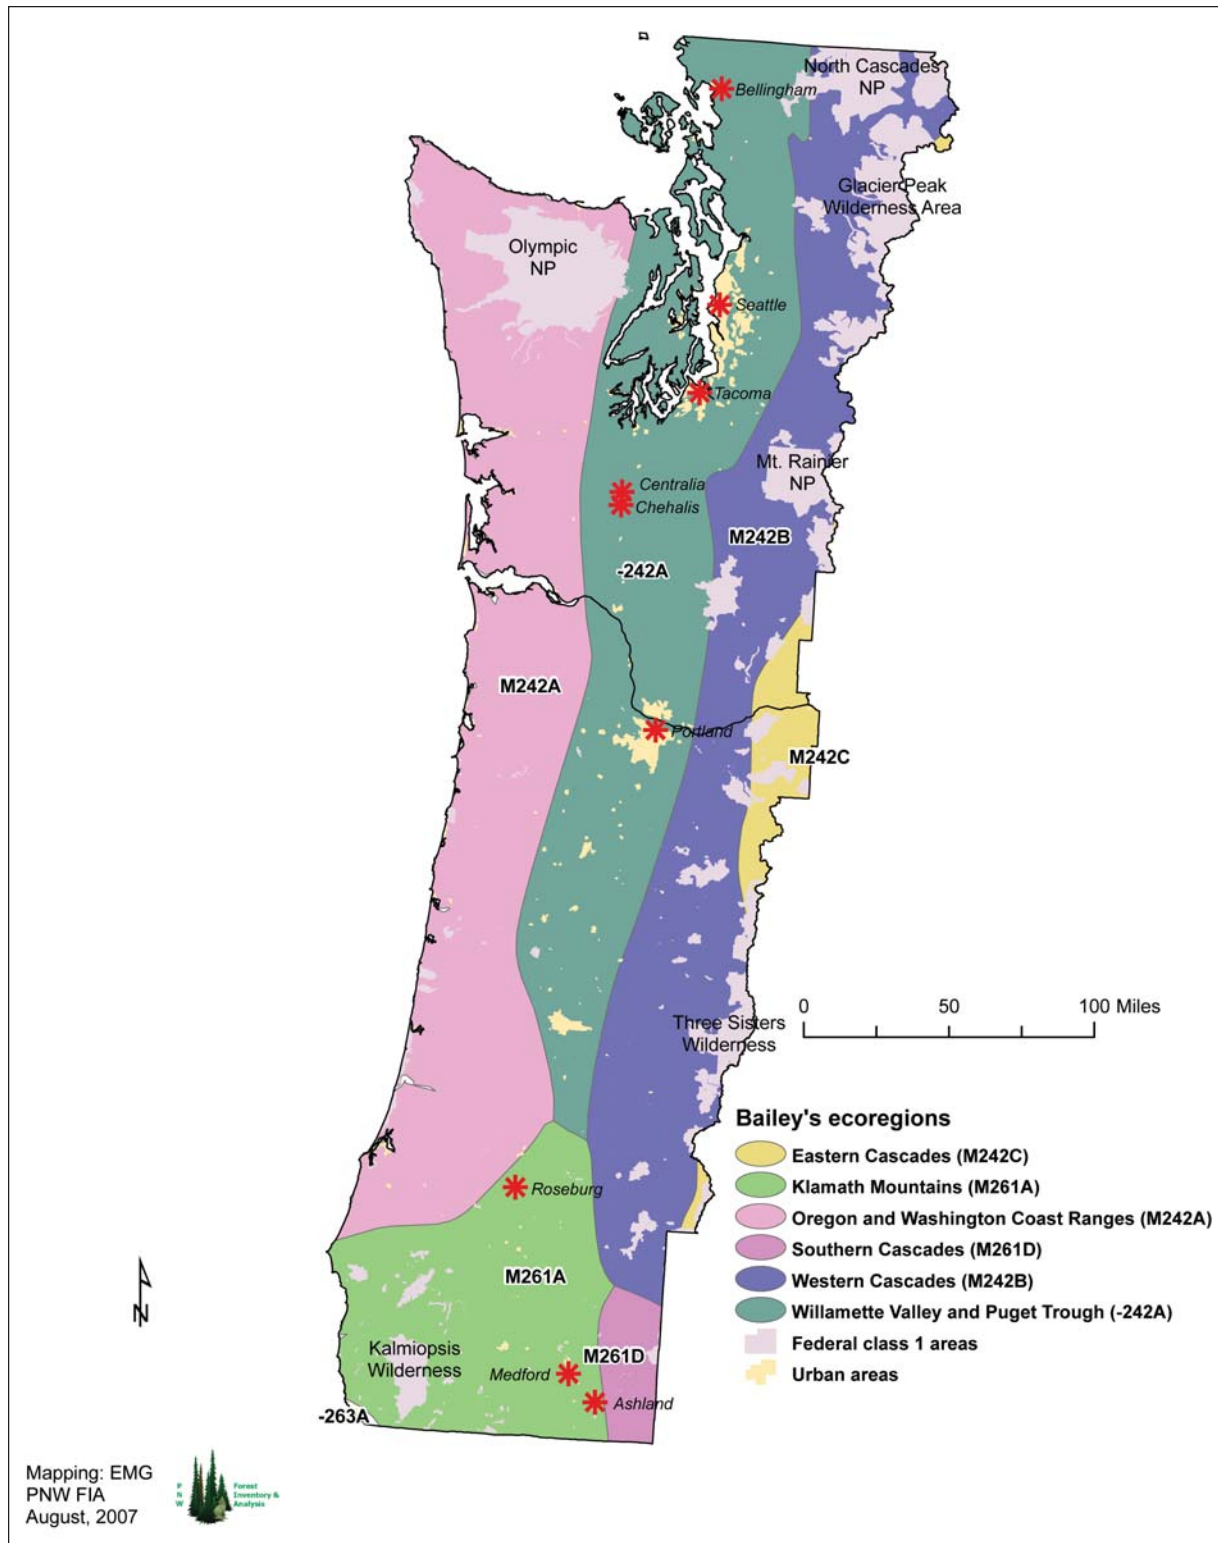 North Cascades
NP
Bellingham
Glacier Peak
Wilderness Area
Olympic
NP
Seattle
Tacoma
Mt. Rainier
NP
Centralia
Chehalis
M242B
-242A
M242A
Portland
M242C
0 50 100 Miles
Three Sisters
Wilderness
Bailey's ecoregions
Eastern Cascades (M242C)
Klamath Mountains (M261A)
Oregon and Washington Coast Ranges (M242A)
Southern Cascades (M261D)
Western Cascades (M242B)
Willamette Valley and Puget Trough (-242A)
Federal class 1 areas
Urban areas
Roseburg
M261A
N
Kalmiopsis
Wilderness
M261D
Medford
Ashland
-263A
Mapping: EMG
PNW FIA
August, 2007
P
N
W
Forest
Inventory &
Analysis